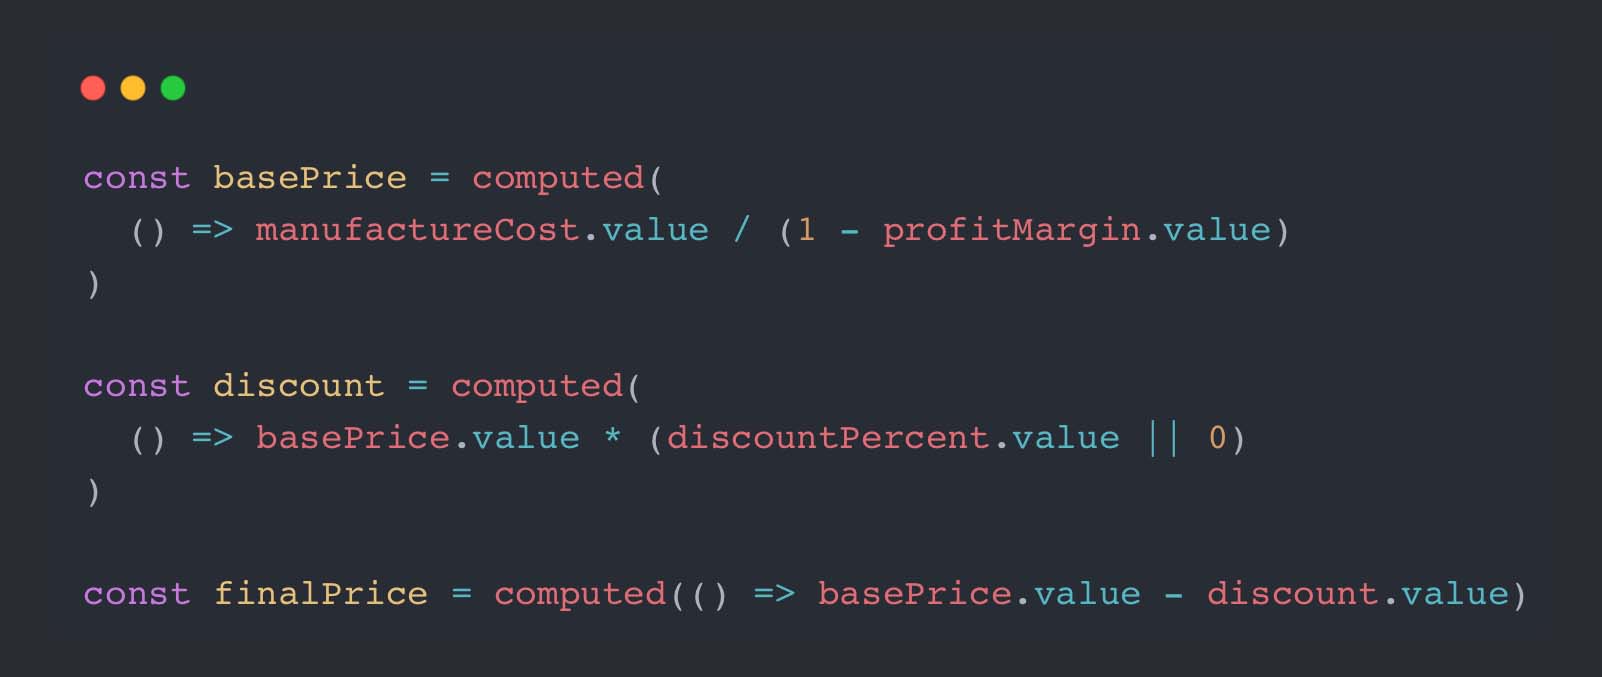 const basePrice = computed(
  () => manufactureCost.value / (1 - profitMargin.value)
)
const discount = computed(
  () => basePrice.value * (discountPercent.value || 0)
)
const finalPrice = computed(() => basePrice.value - discount.value)